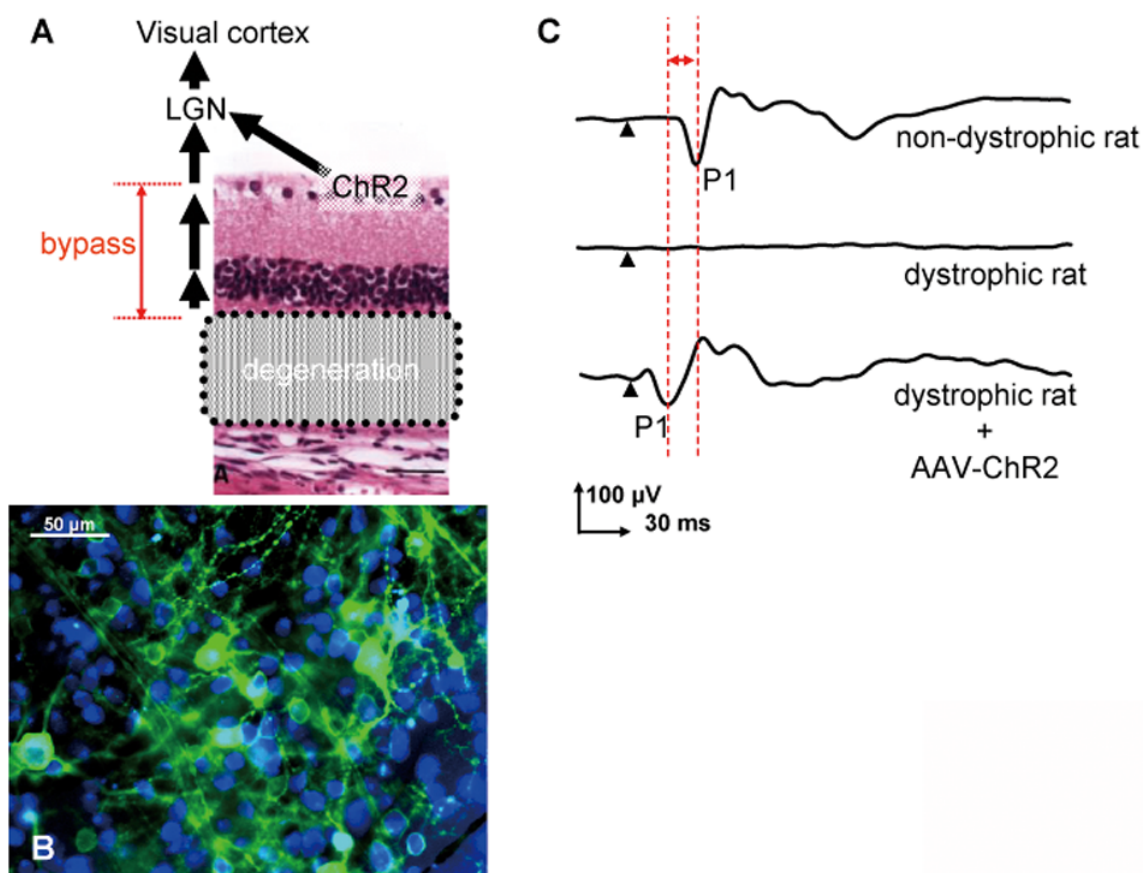 A
Visual cortex
LGN
ChR2
bypass
degeneration
A
50 µm
B
C
non-dystrophic rat
P1
dystrophic rat
P1
dystrophic rat
+
AAV-ChR2
100 µV
30 ms